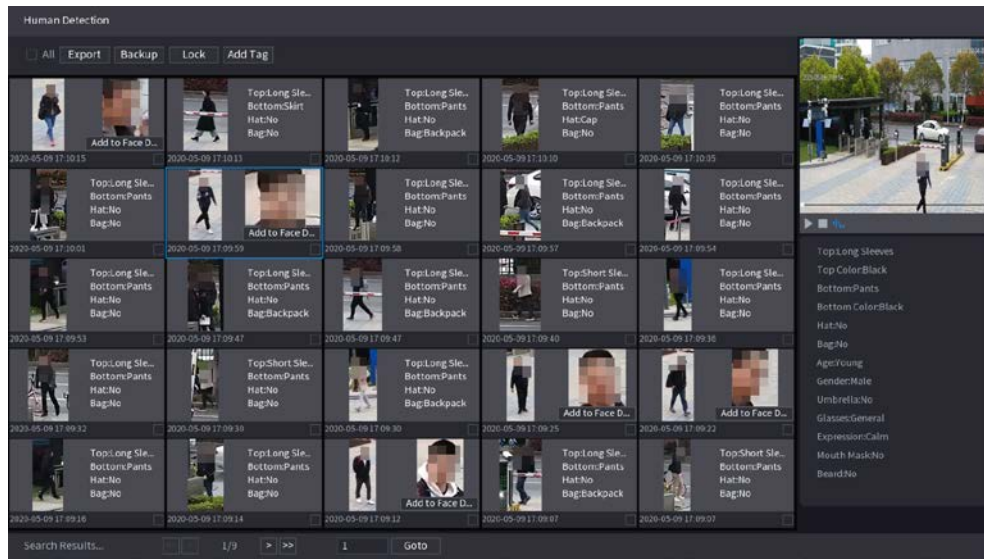 Human Detection
All Export Backup Lock Add Tag
Add to Face D...
2020-05-09 17:10:15
Top:Long Sle...
Bottom:Skirt
Hat:No
Bag:No
2020-05-09 17:10:13
Top:Long Sle...
Bottom:Pants
Hat:No
Bag:Backpack
2020-05-09 17:10:12
Top:Long Sle...
Bottom:Pants
Hat:Cap
Bag:No
2020-05-09 17:10:10
Top:Long Sle...
Bottom:Pants
Hat:No
Bag:No
2020-05-09 17:10:35
Top:Long Sle...
Bottom:Pants
Hat:No
Bag:No
2020-05-09 17:10:01
Add to Face D...
2020-05-09 17:09:59
Top:Long Sle...
Bottom:Pants
Hat:No
Bag:No
2020-05-09 17:09:58
Top:Long Sle...
Bottom:Pants
Hat:No
Bag:Backpack
2020-05-09 17:09:57
Top:Long Sle...
Bottom:Pants
Hat:No
Bag:No
2020-05-09 17:09:54
Top:Long Sle...
Bottom:Pants
Hat:No
Bag:No
2020-05-09 17:09:53
Top:Long Sle...
Bottom:Pants
Hat:No
Bag:Backpack
2020-05-09 17:09:47
Top:Long Sle...
Bottom:Pants
Hat:No
Bag:Backpack
2020-05-09 17:09:47
Top:Short Sle...
Bottom:Pants
Hat:No
Bag:No
2020-05-09 17:09:40
Top:Long Sle...
Bottom:Pants
Hat:No
Bag:No
2020-05-09 17:09:36
Top:Long Sle...
Bottom:Pants
Hat:No
Bag:No
2020-05-09 17:09:32
Top:Short Sle...
Bottom:Pants
Hat:No
Bag:No
2020-05-09 17:09:30
Top:Long Sle...
Bottom:Pants
Hat:No
Bag:Backpack
2020-05-09 17:09:30
Add to Face D...
2020-05-09 17:09:25
Add to Face D...
2020-05-09 17:09:22
Top:Long Sle...
Bottom:Pants
Hat:No
Bag:No
2020-05-09 17:09:16
Top:Long Sle...
Bottom:Pants
Hat:No
Bag:No
2020-05-09 17:09:14
Add to Face D...
2020-05-09 17:09:12
Top:Long Sle...
Bottom:Pants
Hat:No
Bag:Backpack
2020-05-09 17:09:07
Top:Short Sle...
Bottom:Pants
Hat:No
Bag:No
2020-05-09 17:09:07
Top:Long Sleeves
Top Color:Black
Bottom:Pants
Bottom Color:Black
Hat:No
Bag:No
Age:Young
Gender:Male
Umbrella:No
Glasses:General
Expression:Calm
Mouth Mask:No
Beard:No
Search Results... 1/9 > >> 1 Goto